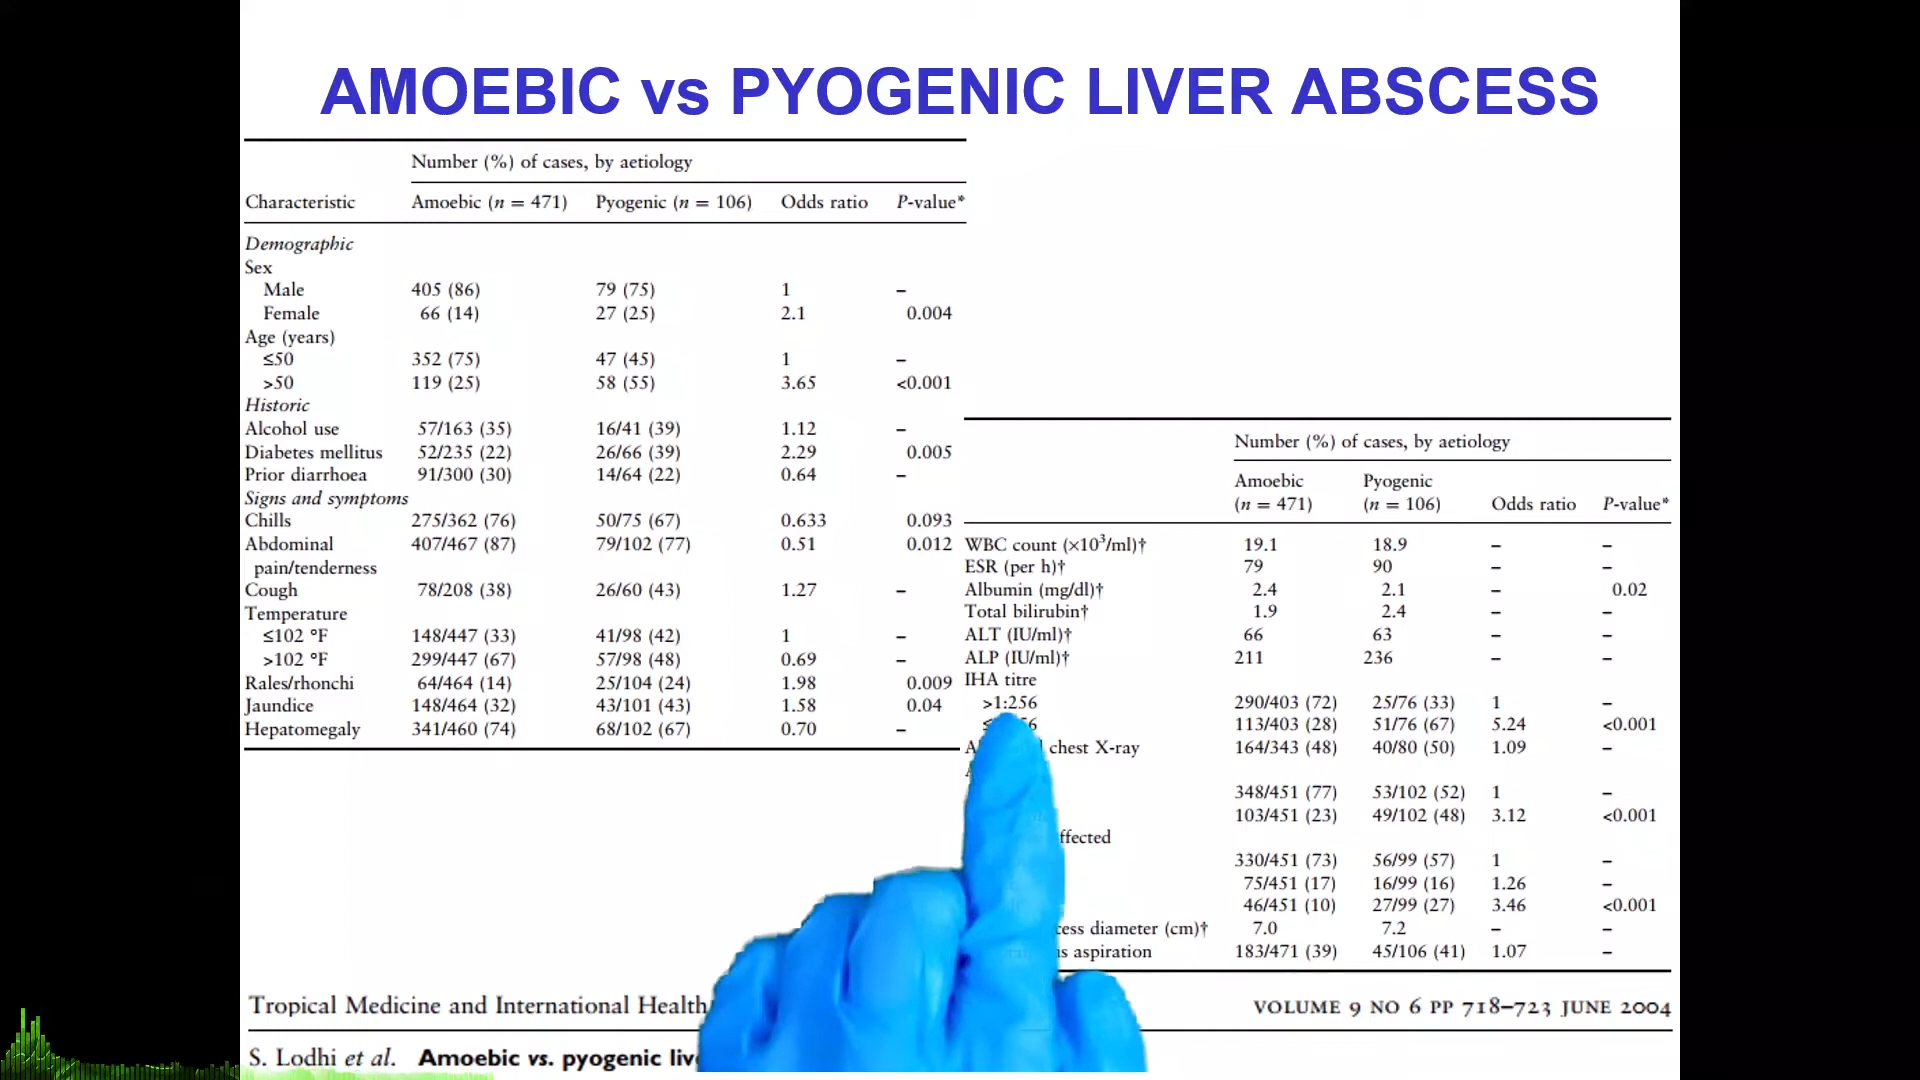 AMOEBIC vs PYOGENIC LIVER ABSCESS
Number (%) of cases, by aetiology
Characteristic Amoebic (n = 471) Pyogenic (n = 106) Odds ratio P-value*
Demographic
Sex
Male 405 (86) 79 (75) 1 –
Female 66 (14) 27 (25) 2.1 0.004
Age (years)
≤50 352 (75) 47 (45) 1 –
>50 119 (25) 58 (55) 3.65 <0.001
Historic
Alcohol use 57/163 (35) 16/41 (39) 1.12 –
Diabetes mellitus 52/235 (22) 26/66 (39) 2.29 0.005
Prior diarrhoea 91/300 (30) 14/64 (22) 0.64 –
Signs and symptoms
Chills 275/362 (76) 50/75 (67) 0.633 0.093
Abdominal 407/467 (87) 79/102 (77) 0.51 0.012
pain/tenderness
Cough 78/208 (38) 26/60 (43) 1.27 –
Temperature
≤102 °F 148/447 (33) 41/98 (42) 1 –
>102 °F 299/447 (67) 57/98 (48) 0.69 –
Rales/rhonchi 64/464 (14) 25/104 (24) 1.98 0.009
Jaundice 148/464 (32) 43/101 (43) 1.58 0.04
Hepatomegaly 341/460 (74) 68/102 (67) 0.70 –
Number (%) of cases, by aetiology
Amoebic Pyogenic
(n = 471) (n = 106) Odds ratio P-value*
WBC count (×10³/ml)† 19.1 18.9 – –
ESR (per h)† 79 90 – –
Albumin (mg/dl)† 2.4 2.1 – 0.02
Total bilirubin† 1.9 2.4 – –
ALT (IU/ml)† 66 63 – –
ALP (IU/ml)† 211 236 – –
IHA titre
>1:256 290/403 (72) 25/76 (33) 1 –
113/403 (28) 51/76 (67) 5.24 <0.001
chest X-ray 164/343 (48) 40/80 (50) 1.09 –
348/451 (77) 53/102 (52) 1 –
103/451 (23) 49/102 (48) 3.12 <0.001
330/451 (73) 56/99 (57) 1 –
75/451 (17) 16/99 (16) 1.26 –
46/451 (10) 27/99 (27) 3.46 <0.001
diameter (cm)† 7.0 7.2 – –
aspiration 183/471 (39) 45/106 (41) 1.07 –
Tropical Medicine and International Health
VOLUME 9 NO 6 PP 718–723 JUNE 2004
S. Lodhi et al. Amoebic vs. pyogenic